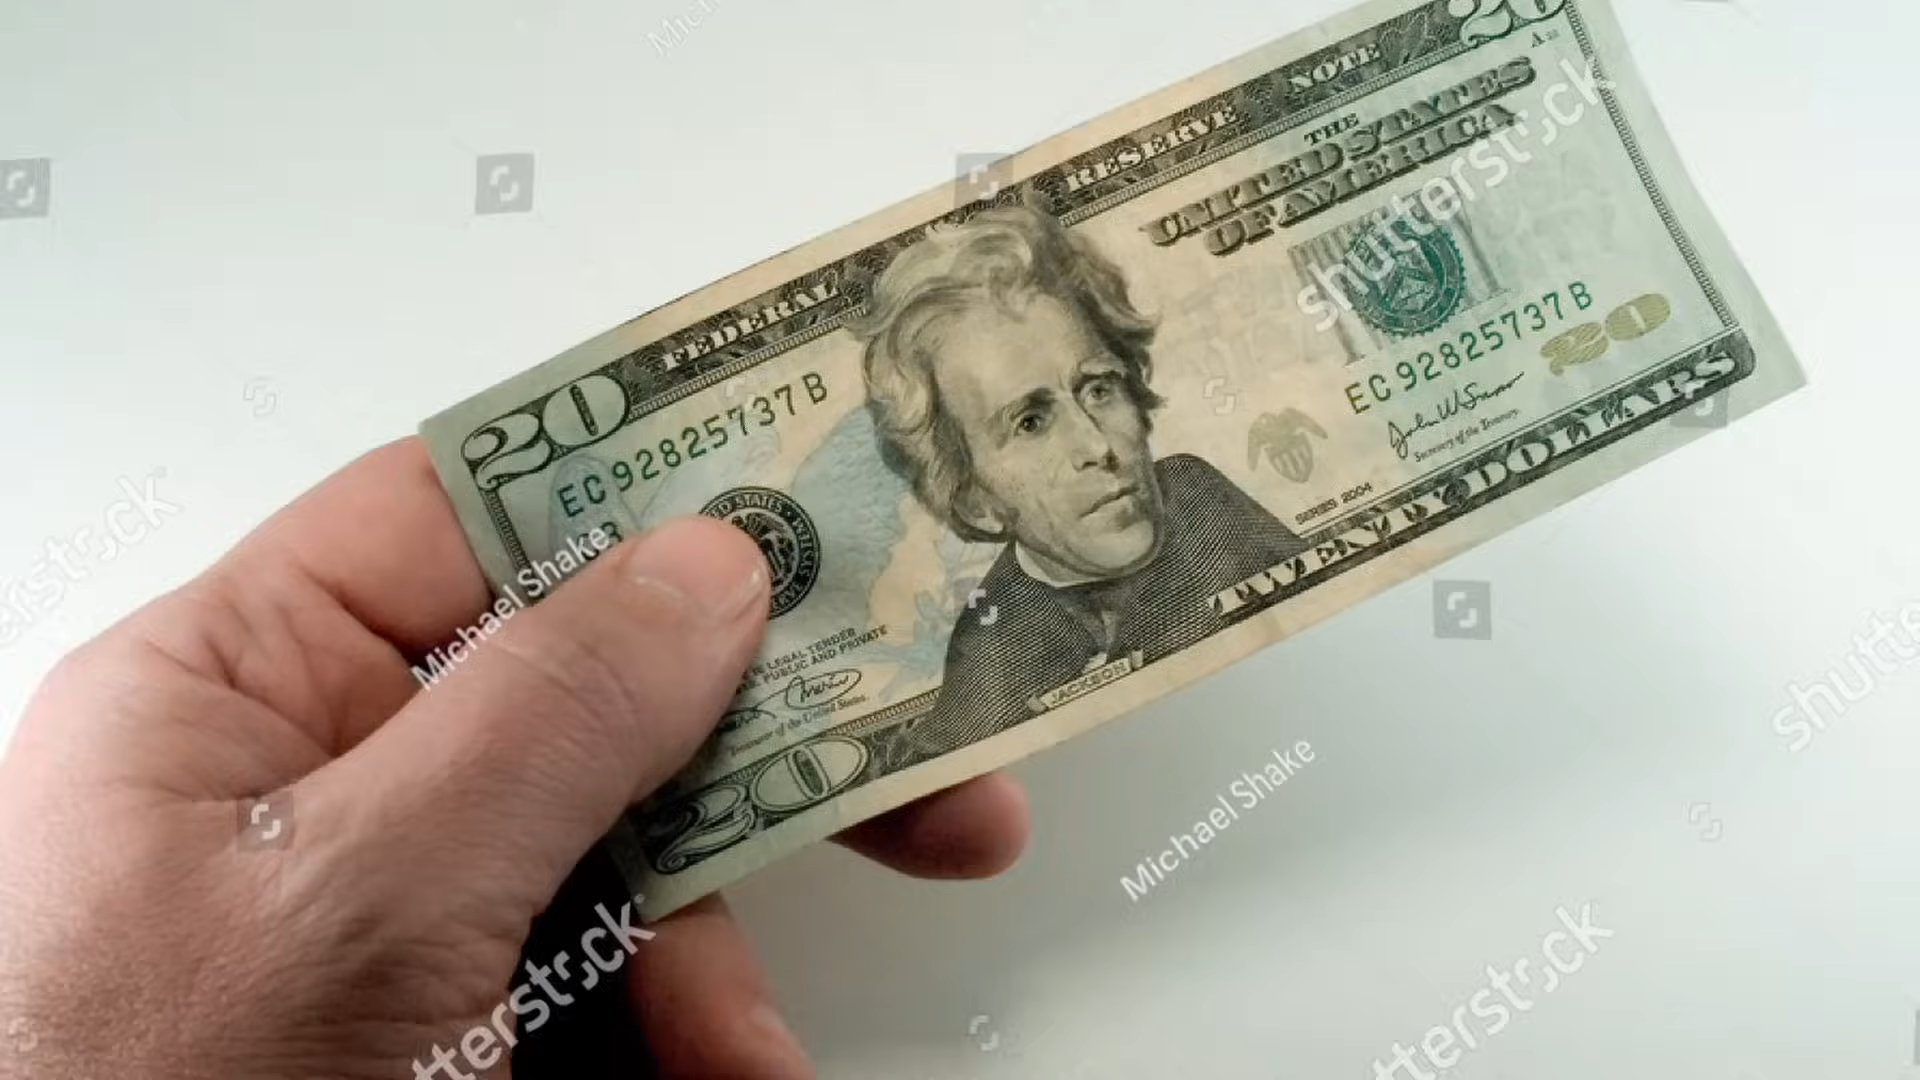 FEDERAL RESERVE NOTE
20
20
THE
UNITED STATES
OF AMERICA
EC 92825737 B
EC 92825737 B
20
LEGAL TENDER
PUBLIC AND PRIVATE
Treasurer of the United States.
Secretary of the Treasury.
SERIES 2004
JACKSON
TWENTY DOLLARS
20
shutterstock
Michael Shake
Michael Shake
shutterstock